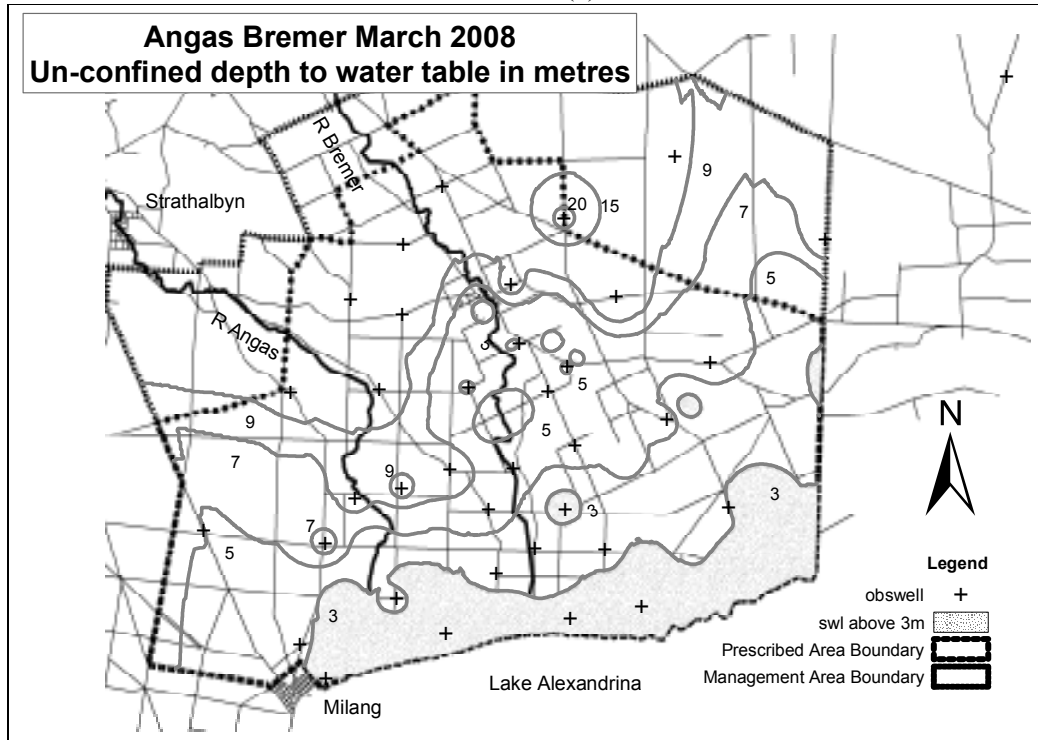 Angas Bremer March 2008
Un-confined depth to water table in metres
R Bremer
Strathalbyn
20
15
9
7
5
R Angas
3
5
9
5
7
9
3
3
7
5
3
N
Legend
obswell
swl above 3m
Prescribed Area Boundary
Management Area Boundary
Lake Alexandrina
Milang